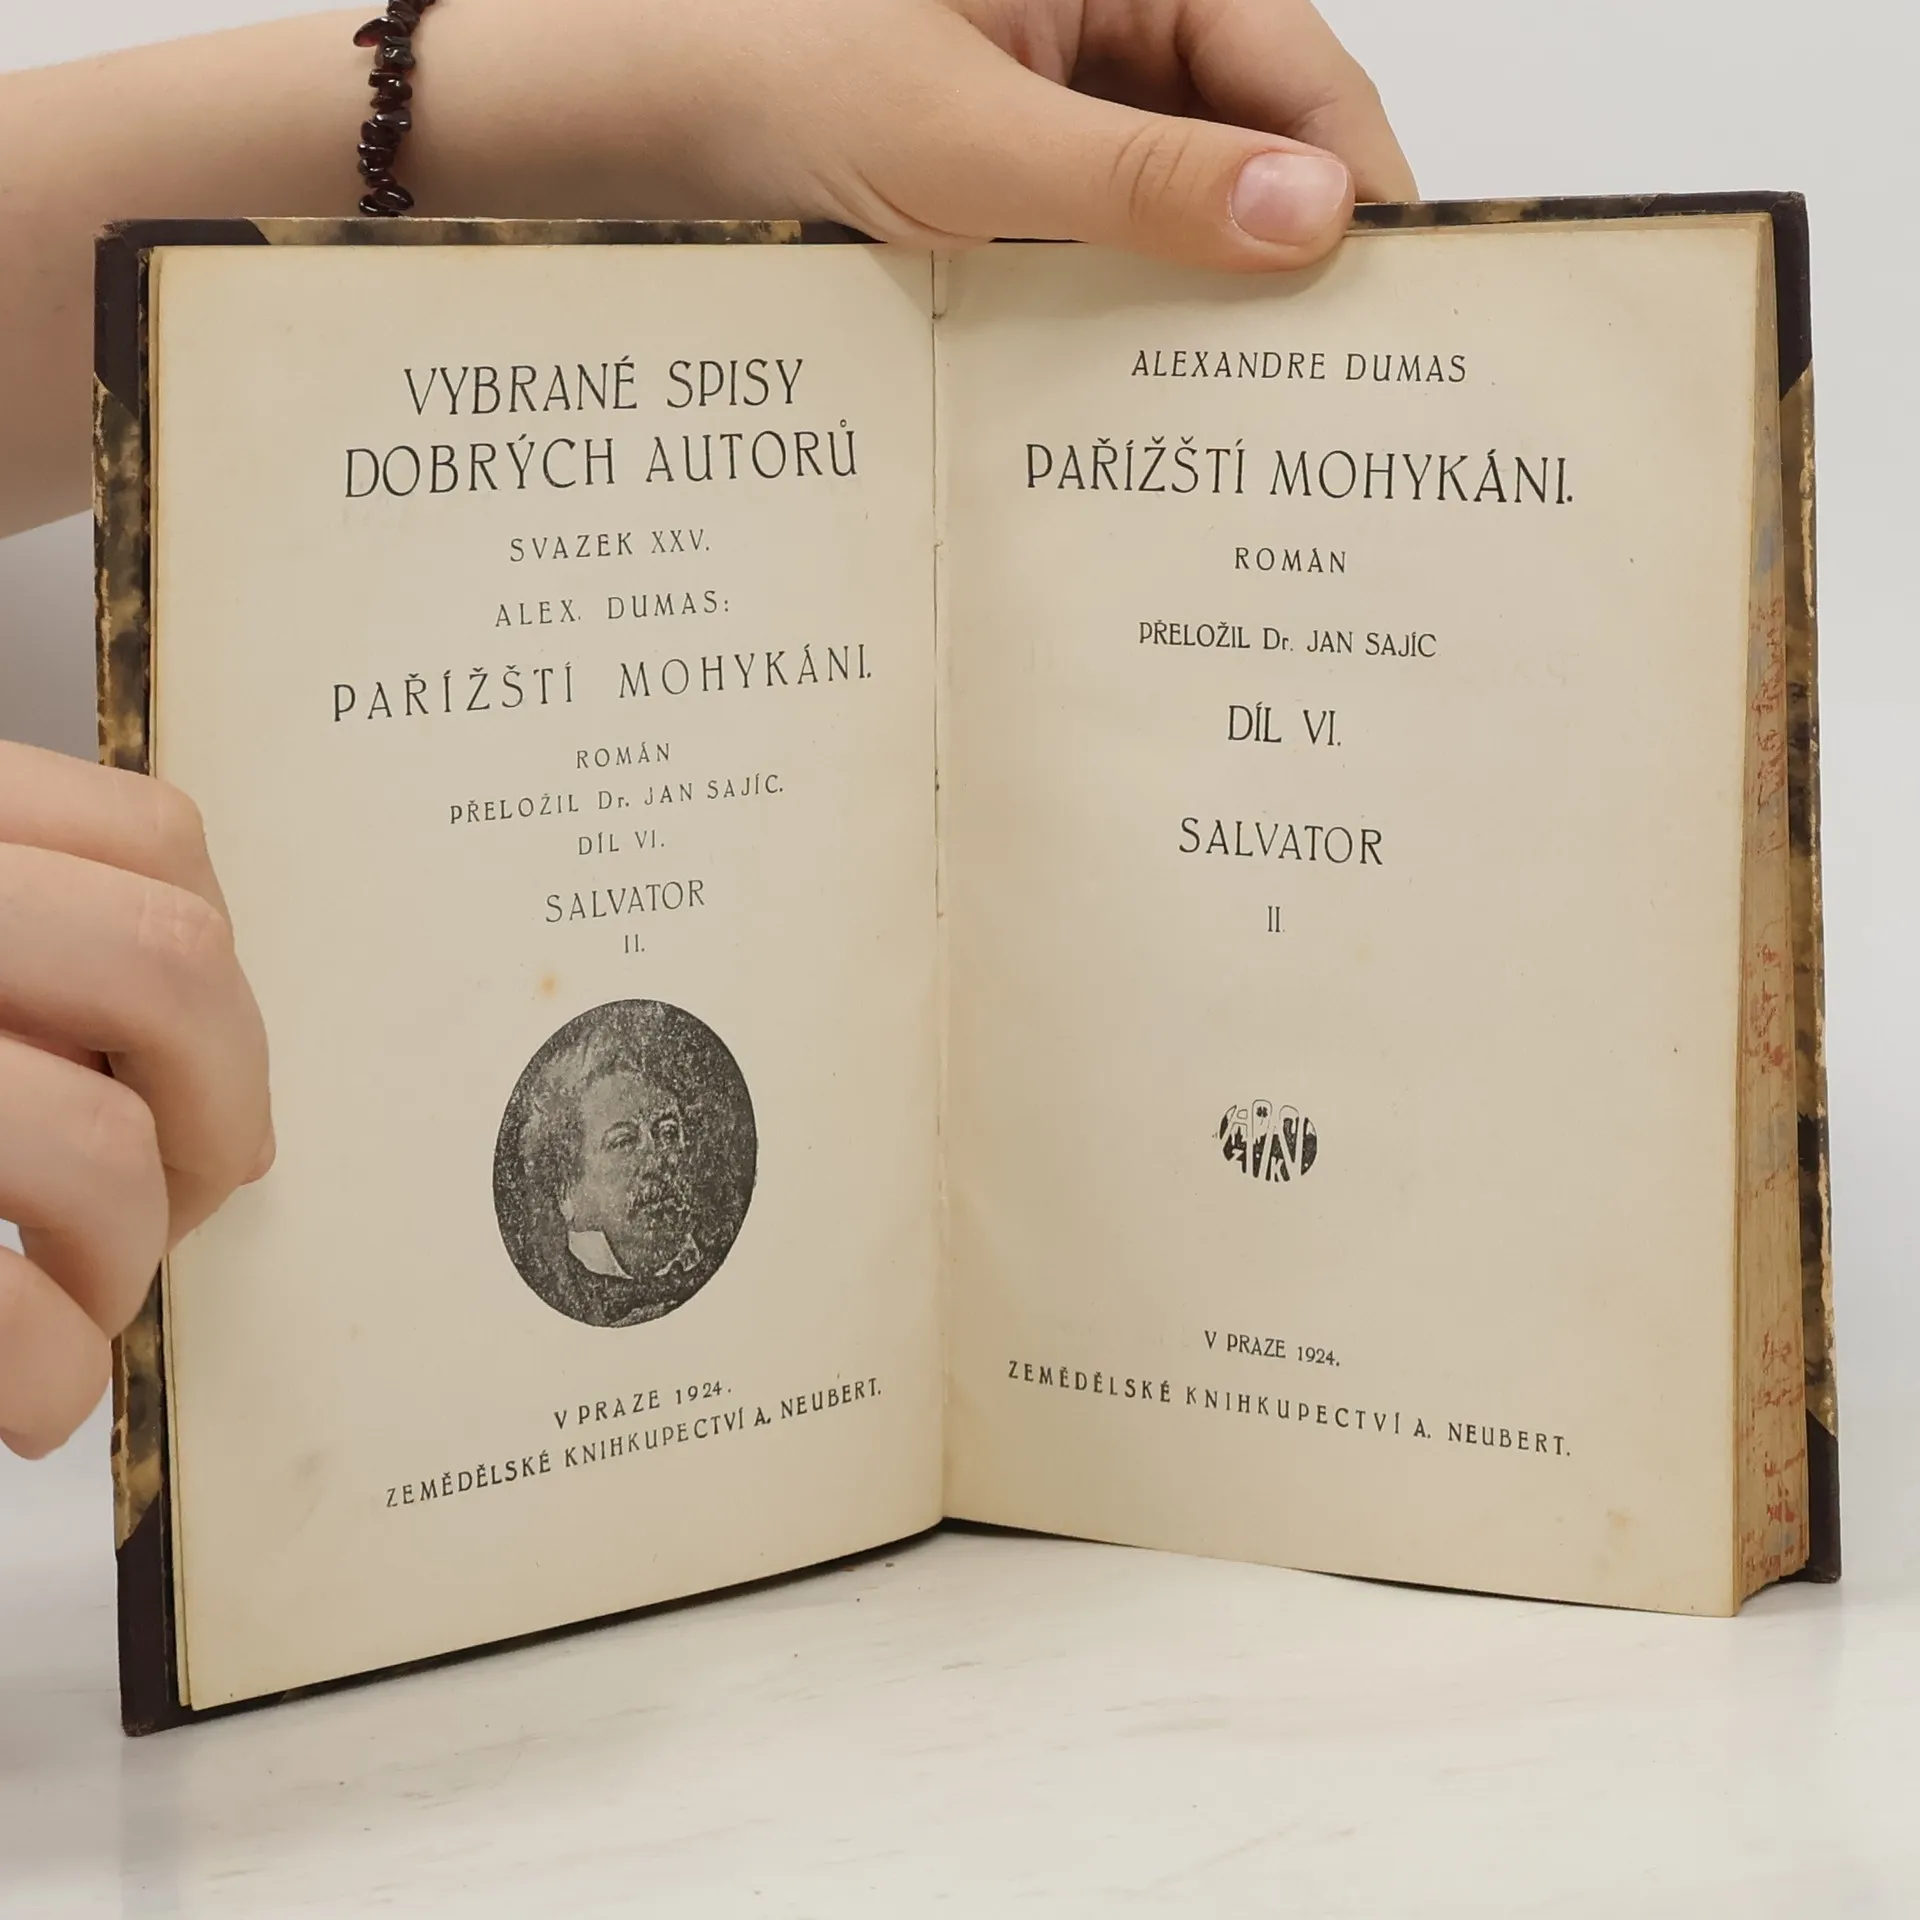 VYBRANÉ SPISY
DOBRÝCH AUTORŮ
SVAZEK XXV.
ALEX. DUMAS:
PAŘÍŽŠTÍ MOHYKÁNI.
ROMÁN
PŘELOŽIL Dr. JAN SAJÍC.
DÍL VI.
SALVATOR
II.
V PRAZE 1924.
ZEMĚDĚLSKÉ KNIHKUPECTVÍ A. NEUBERT.
ALEXANDRE DUMAS
PAŘÍŽŠTÍ MOHYKÁNI.
ROMÁN
PŘELOŽIL Dr. JAN SAJÍC
DÍL VI.
SALVATOR
II.
V PRAZE 1924.
ZEMĚDĚLSKÉ KNIHKUPECTVÍ A. NEUBERT.